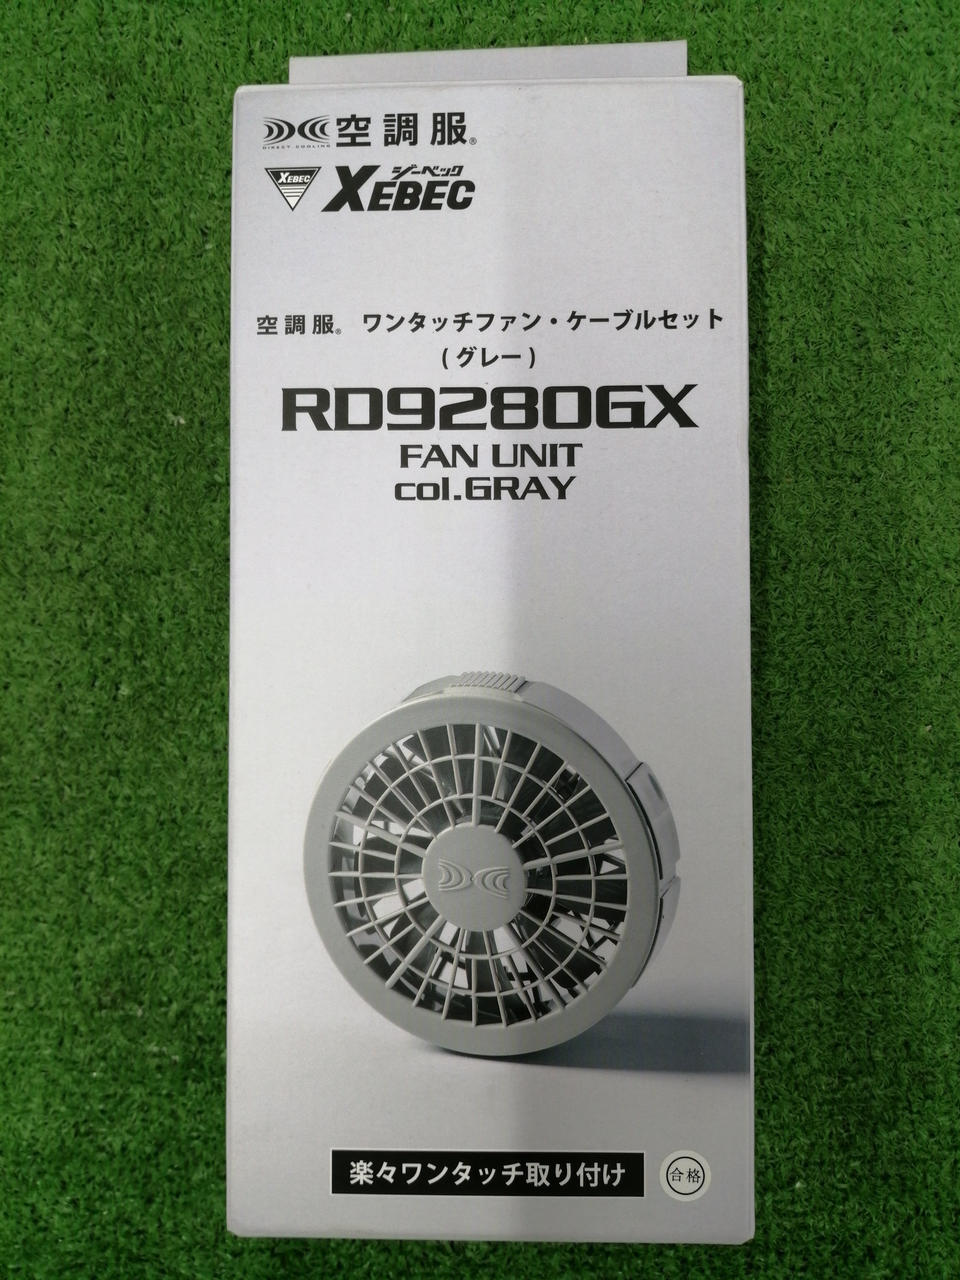 空調服®
DIRECT COOLING
XEBEC
ジーベック
XEBEC
空調服® ワンタッチファン・ケーブルセット
(グレー)
RD9280GX
FAN UNIT
col.GRAY
楽々ワンタッチ取り付け
合格